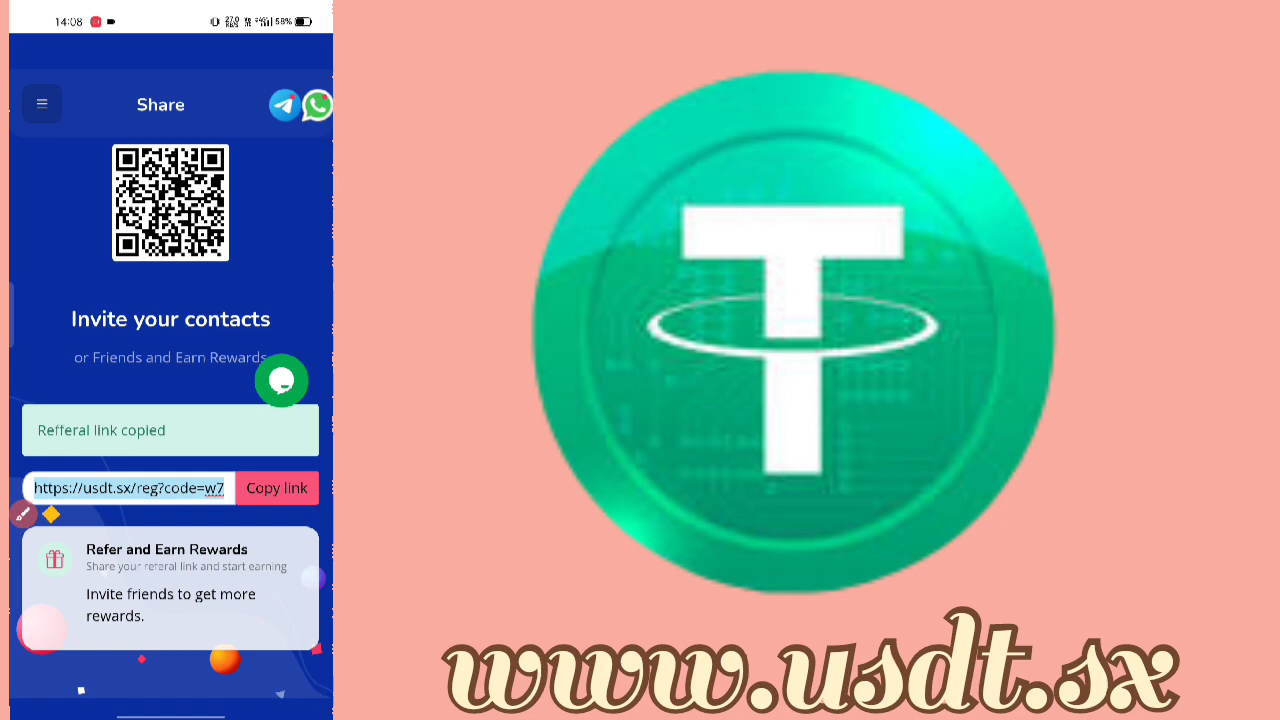 14:08
58%
Share
Invite your contacts
or Friends and Earn Rewards
Refferal link copied
https://usdt.sx/reg?code=w7
Copy link
Refer and Earn Rewards
Share your referal link and start earning
Invite friends to get more
rewards.
www.usdt.sx